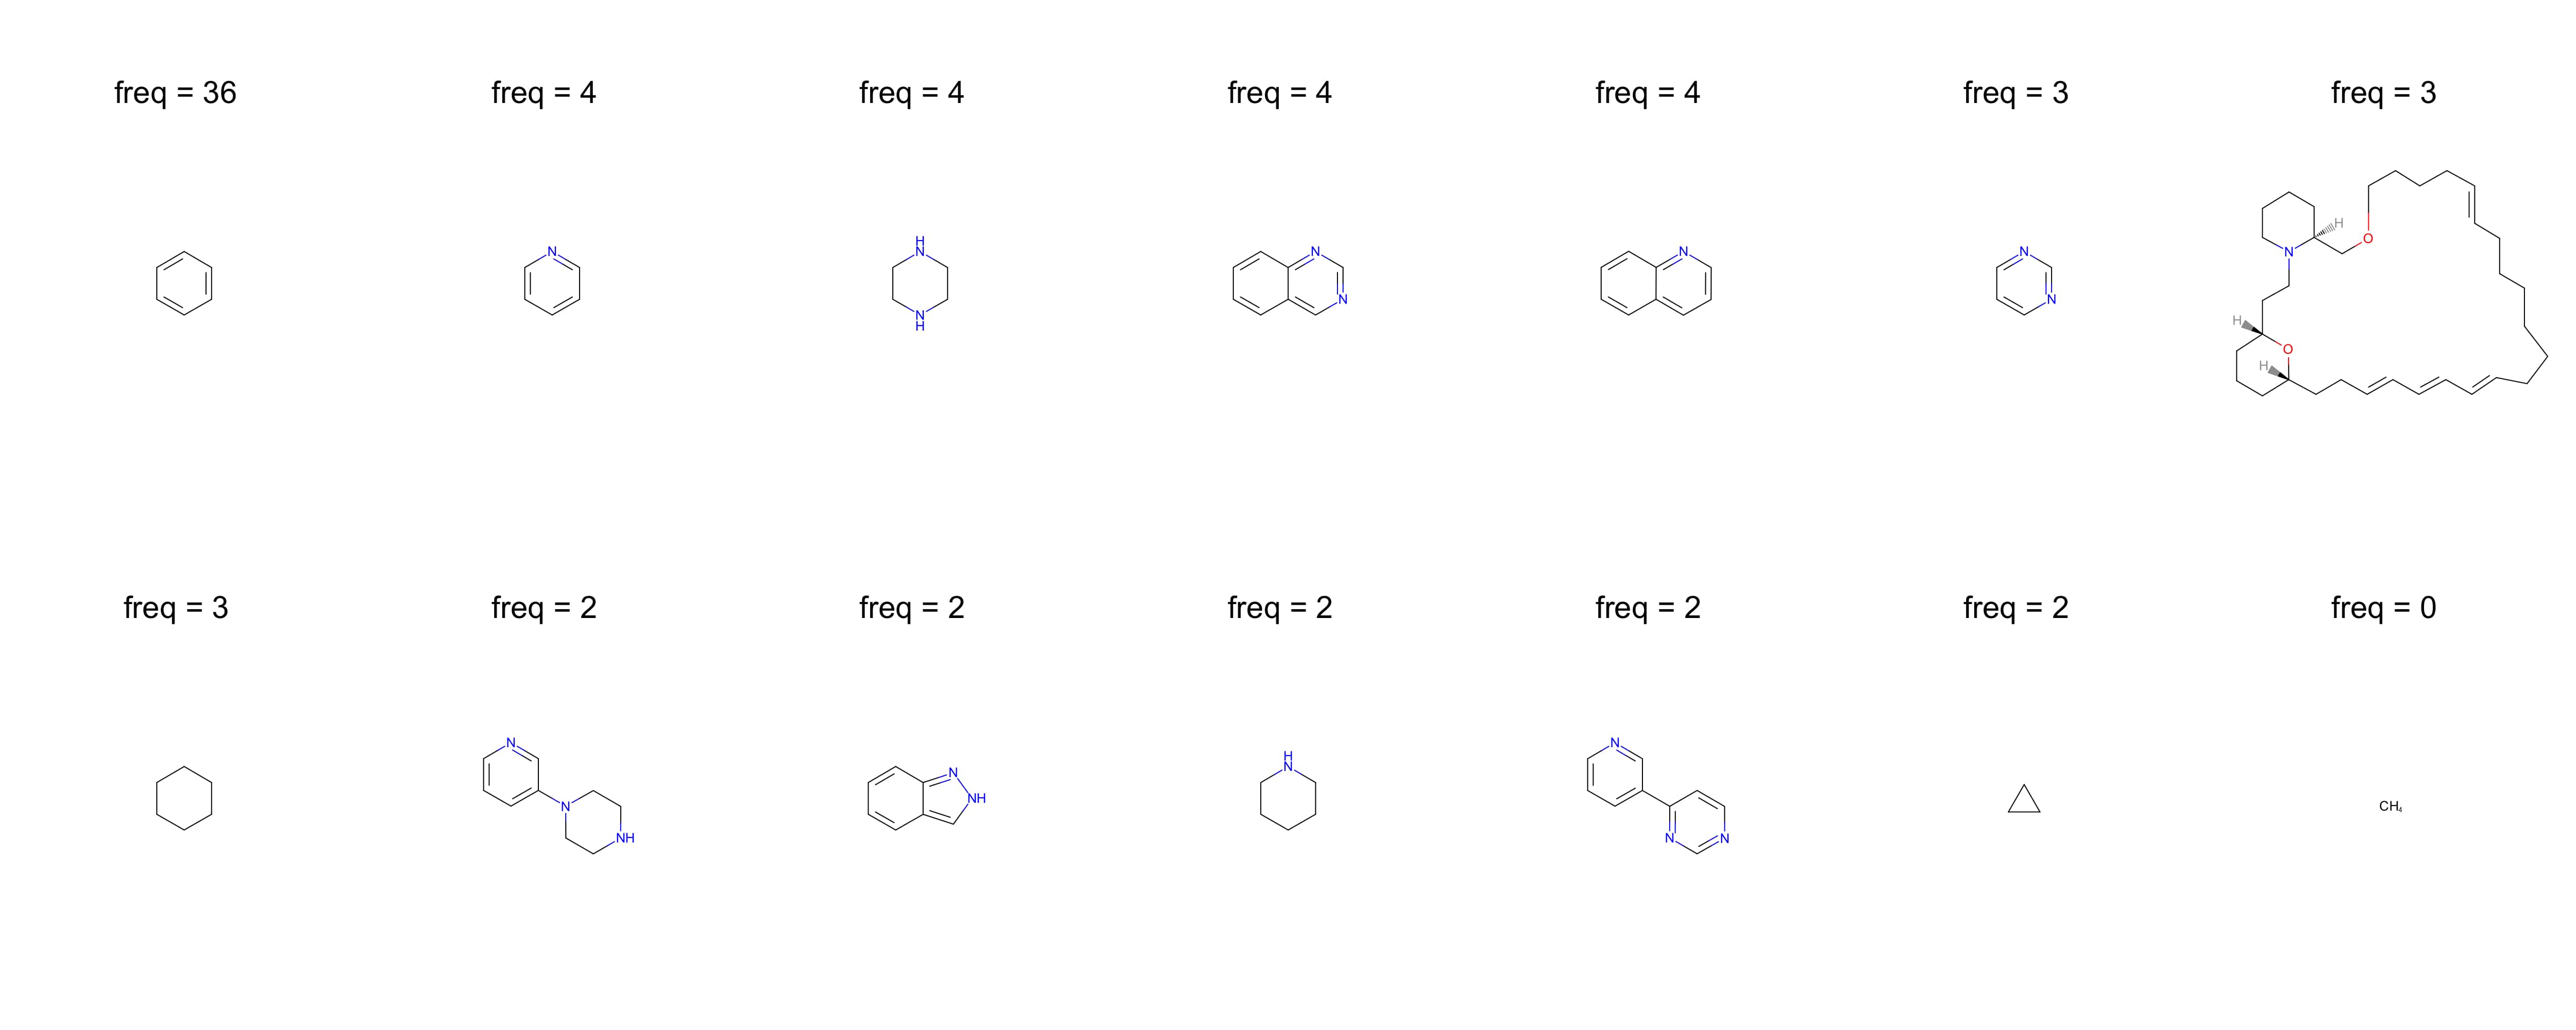 freq = 36
freq = 4
freq = 4
freq = 4
freq = 4
freq = 3
freq = 3
N
H
N
N
H
N
N
N
N
N
H
O
N
H
O
H
freq = 3
freq = 2
freq = 2
freq = 2
freq = 2
freq = 2
freq = 0
N
N
NH
N
NH
H
N
N
N
N
CH₄